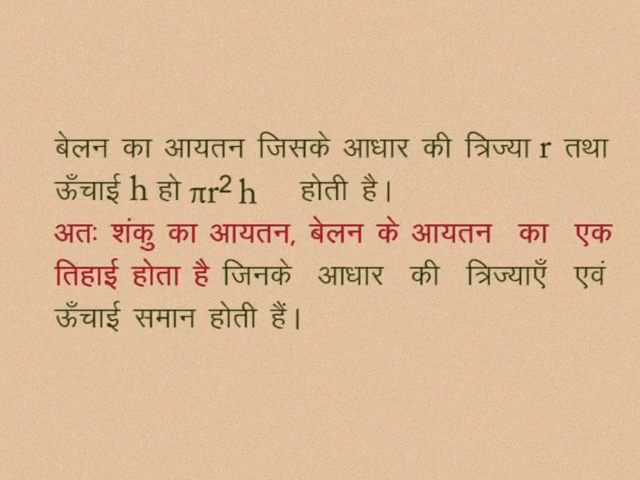 बेलन का आयतन जिसके आधार की त्रिज्या r तथा
ऊँचाई h हो πr² h होती है।
अतः शंकु का आयतन, बेलन के आयतन का एक
तिहाई होता है जिनके आधार की त्रिज्याएँ एवं
ऊँचाई समान होती हैं।